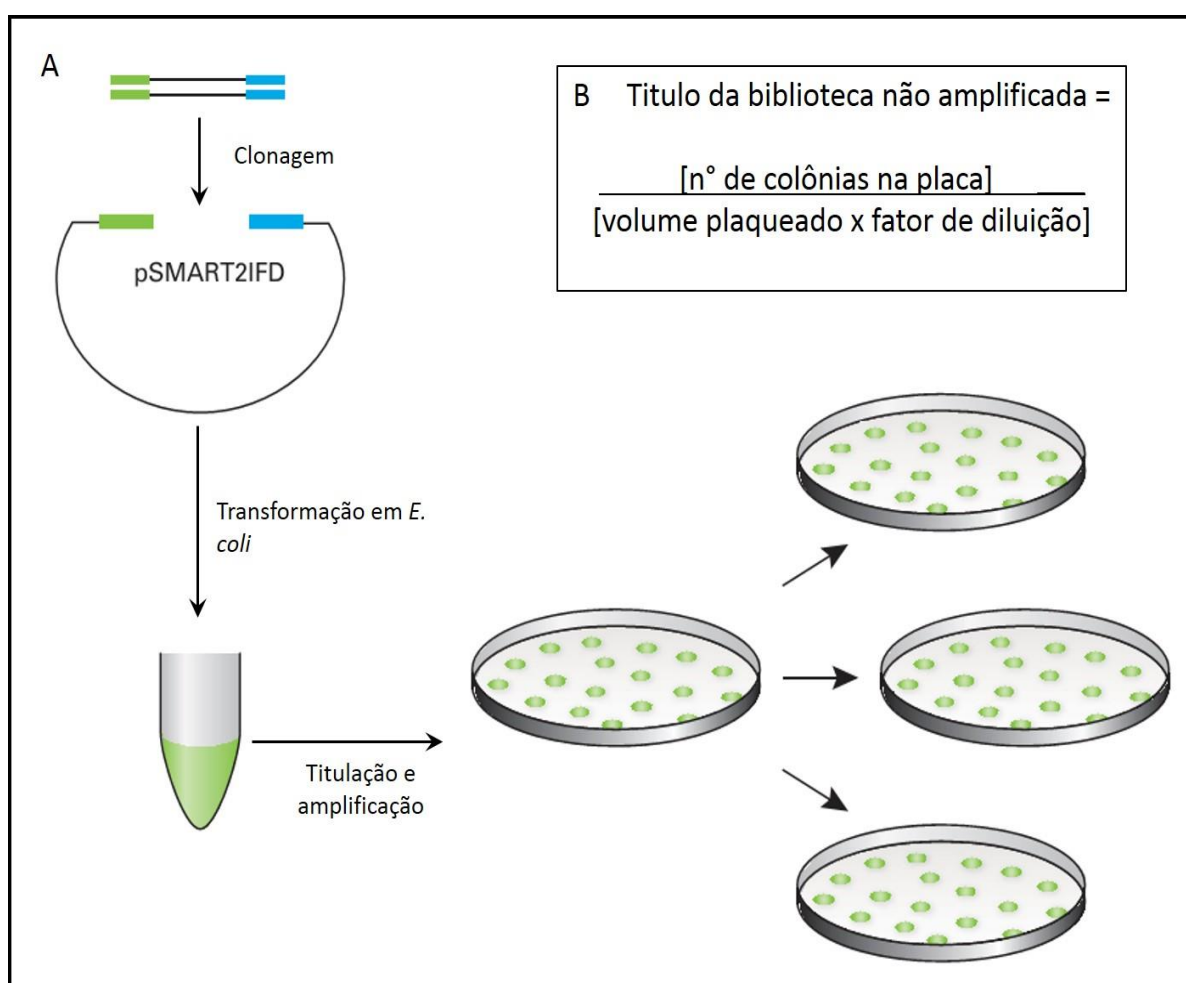 A
Clonagem
pSMART2IFD
Transformação em E.
coli
Titulação e
amplificação
B Titulo da biblioteca não amplificada =
[n° de colônias na placa]
[volume plaqueado x fator de diluição]